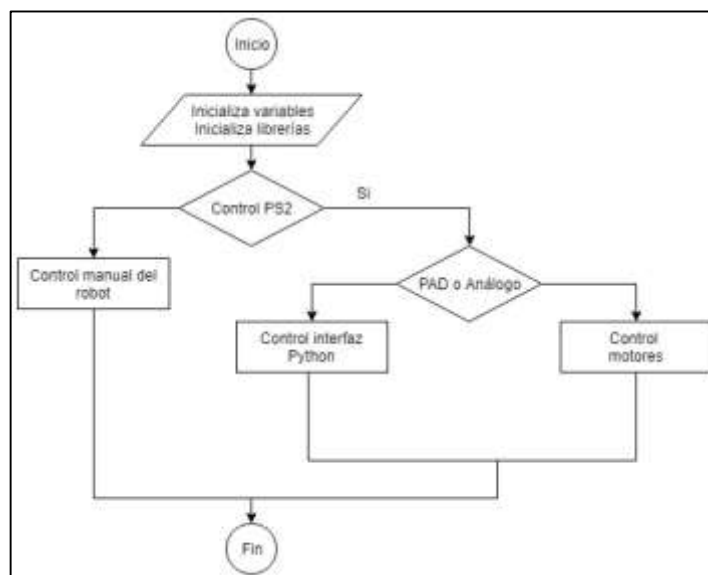 Inicio
Inicializa variables
Inicializa librerías
Control PS2
Si
Control manual del
robot
PAD o Análogo
Control interfaz
Python
Control
motores
Fin